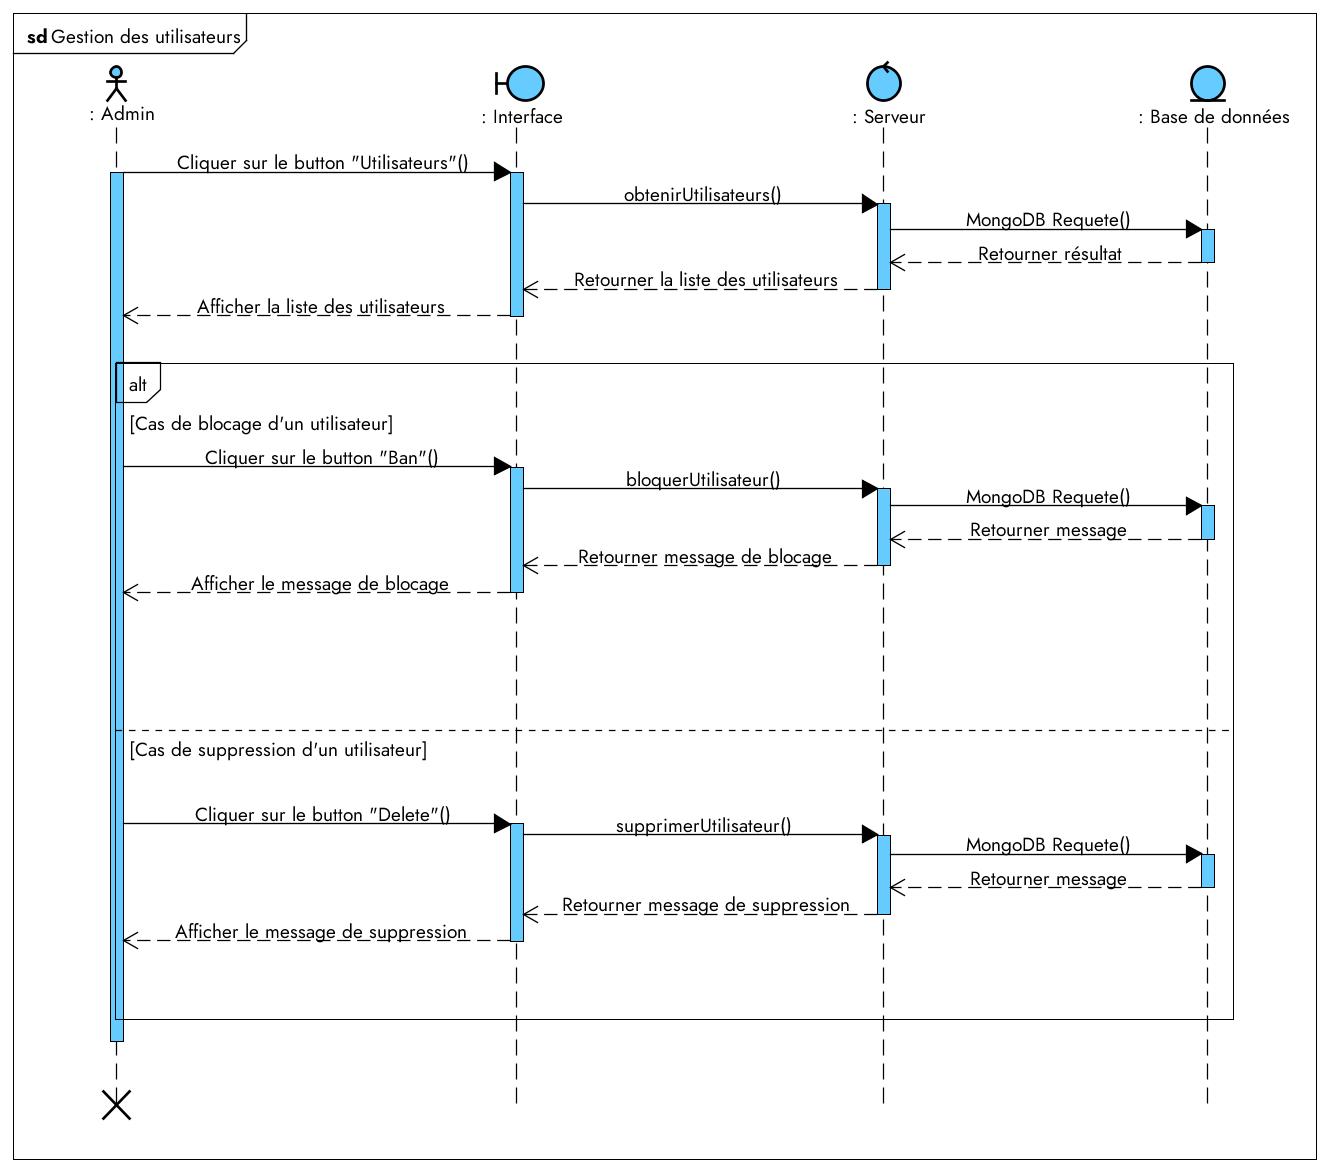 sd Gestion des utilisateurs
: Admin
: Interface
: Serveur
: Base de données
Cliquer sur le button "Utilisateurs"()
obtenirUtilisateurs()
MongoDB Requete()
Retourner résultat
Retourner la liste des utilisateurs
Afficher la liste des utilisateurs
alt
[Cas de blocage d'un utilisateur]
Cliquer sur le button "Ban"()
bloquerUtilisateur()
MongoDB Requete()
Retourner message
Retourner message de blocage
Afficher le message de blocage
[Cas de suppression d'un utilisateur]
Cliquer sur le button "Delete"()
supprimerUtilisateur()
MongoDB Requete()
Retourner message
Retourner message de suppression
Afficher le message de suppression